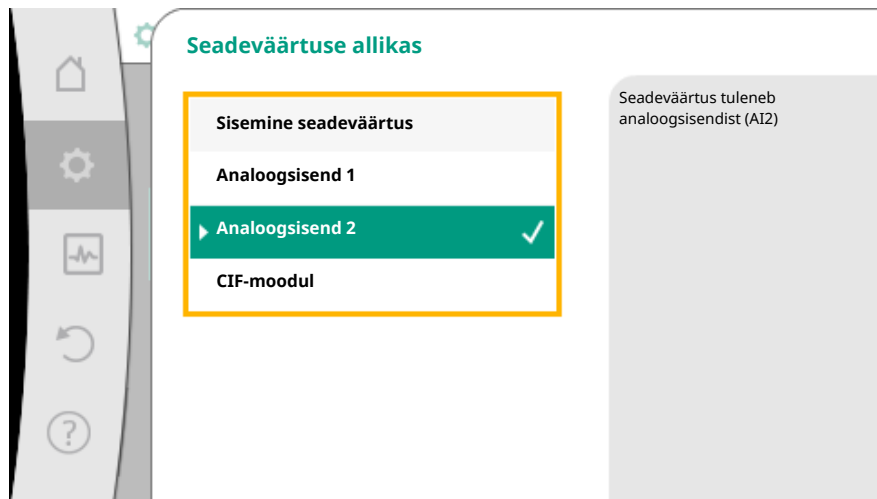 Seadeväärtuse allikas
Sisemine seadeväärtus
Analoogsisend 1
Analoogsisend 2
CIF-moodul
Seadeväärtus tuleneb
analoogsisendist (AI2)